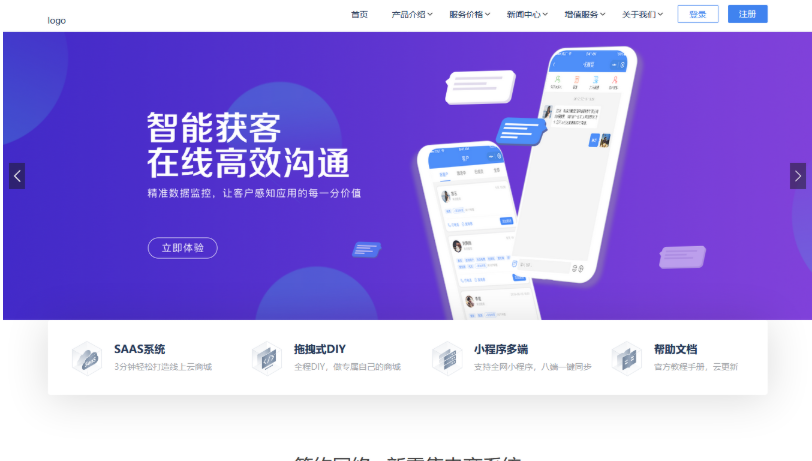 logo
首页 产品介绍 服务价格 新闻中心 增值服务 关于我们 登录 注册
智能获客
在线高效沟通
精准数据监控，让客户感知应用的每一分价值
立即体验
SAAS系统
3分钟轻松打造线上云商城
拖拽式DIY
全程DIY，做专属自己的商城
小程序多端
支持全网小程序，八端一键同步
帮助文档
官方教程手册、云更新